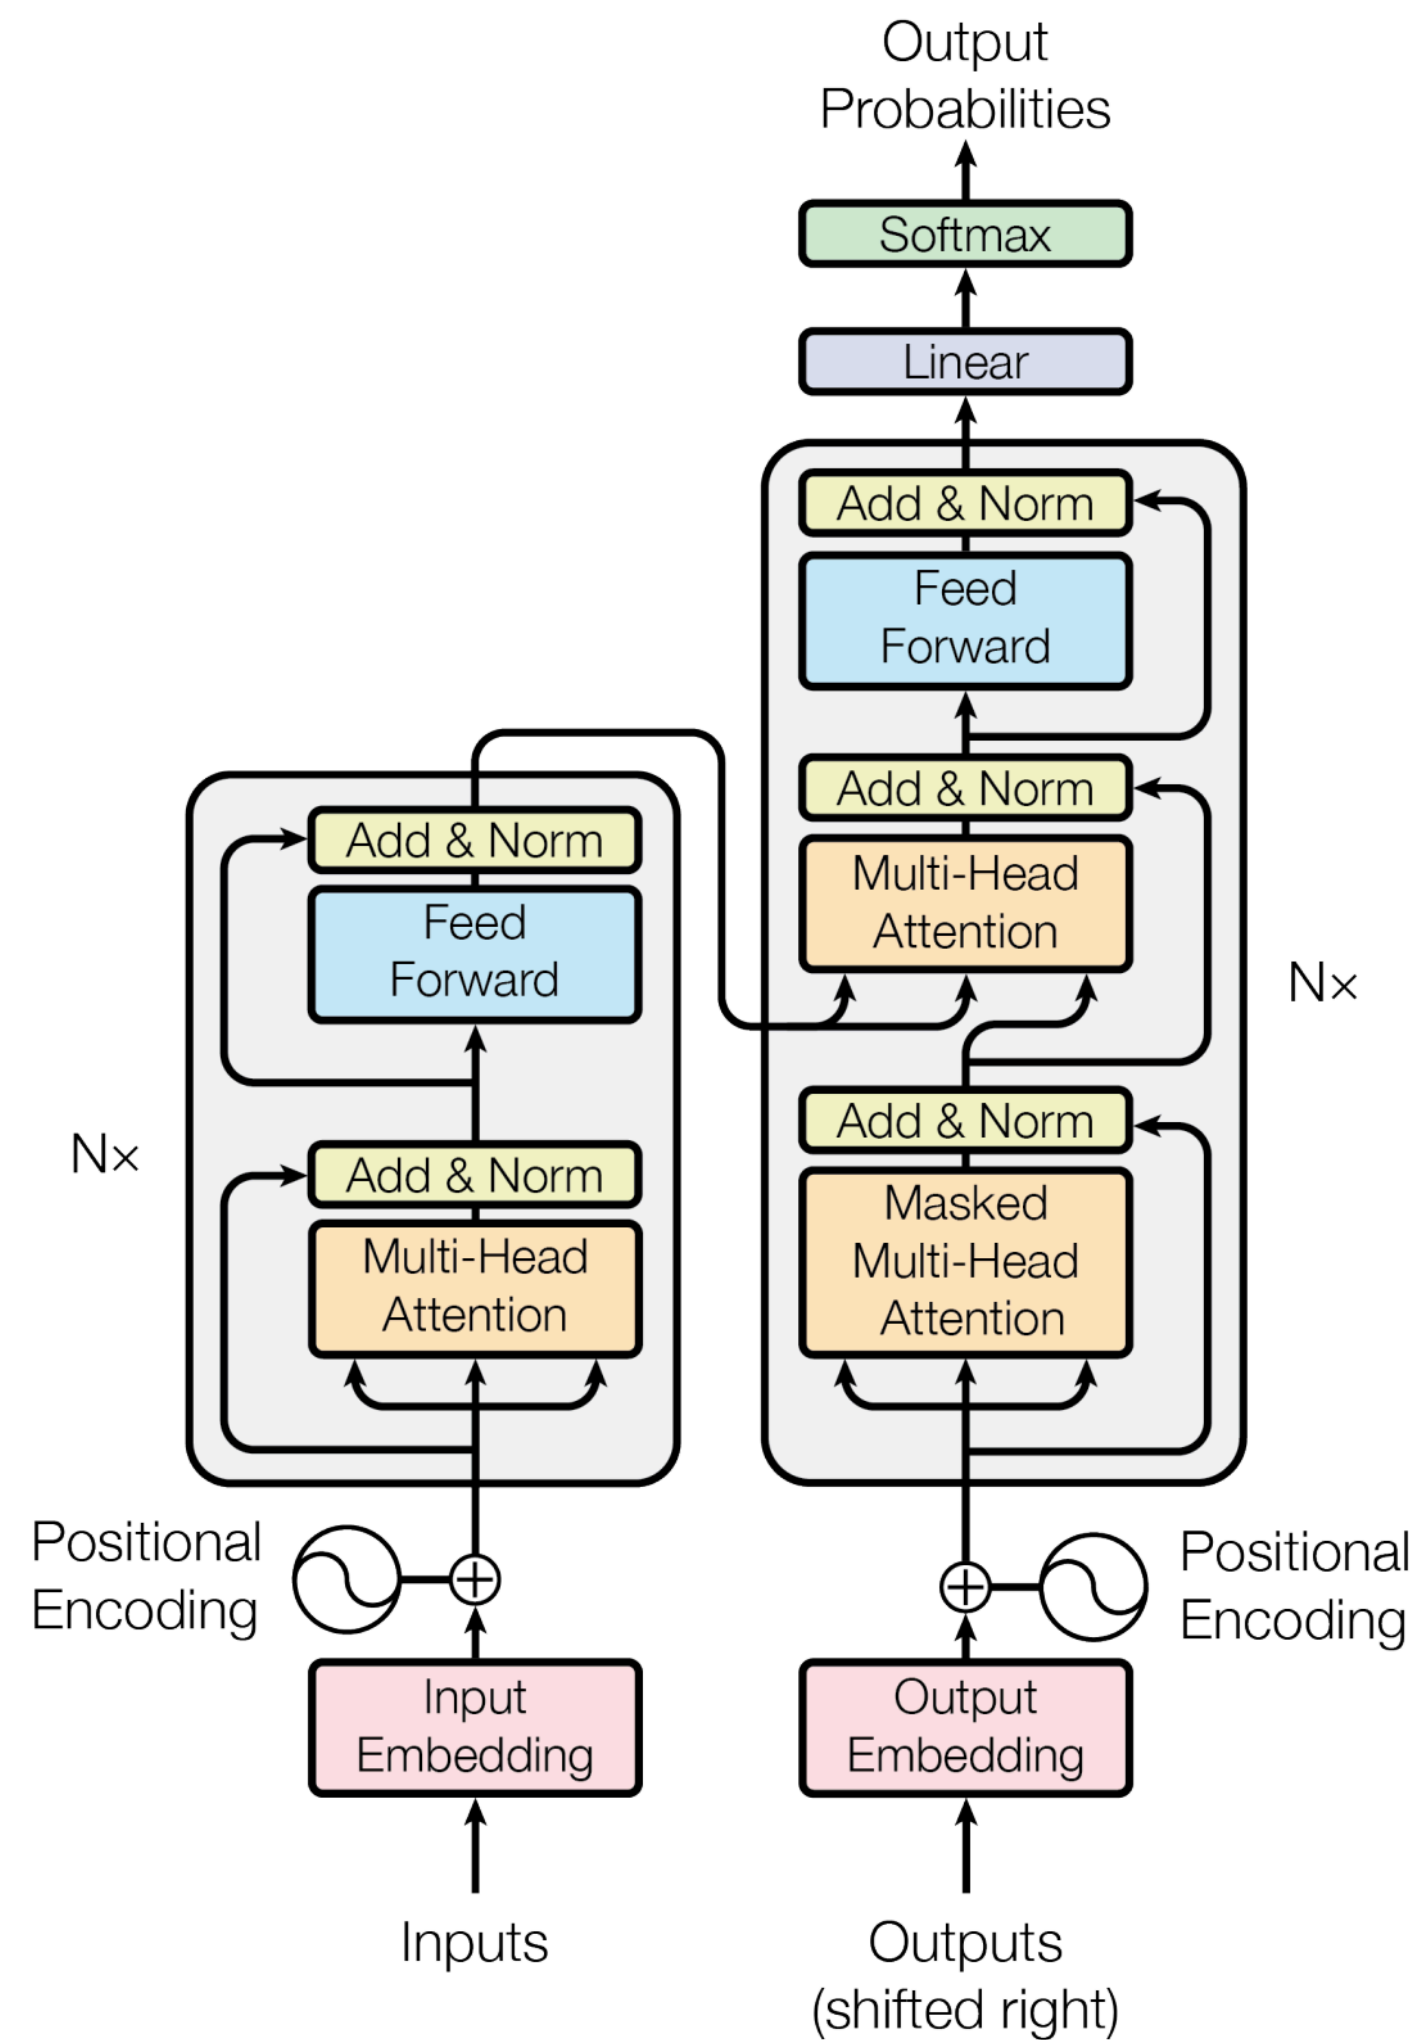 Output
Probabilities
Softmax
Linear
Add & Norm
Feed
Forward
Add & Norm
Multi-Head
Attention
N×
Add & Norm
Masked
Multi-Head
Attention
Add & Norm
Feed
Forward
N×
Add & Norm
Multi-Head
Attention
Positional
Encoding
Positional
Encoding
Input
Embedding
Output
Embedding
Inputs
Outputs
(shifted right)